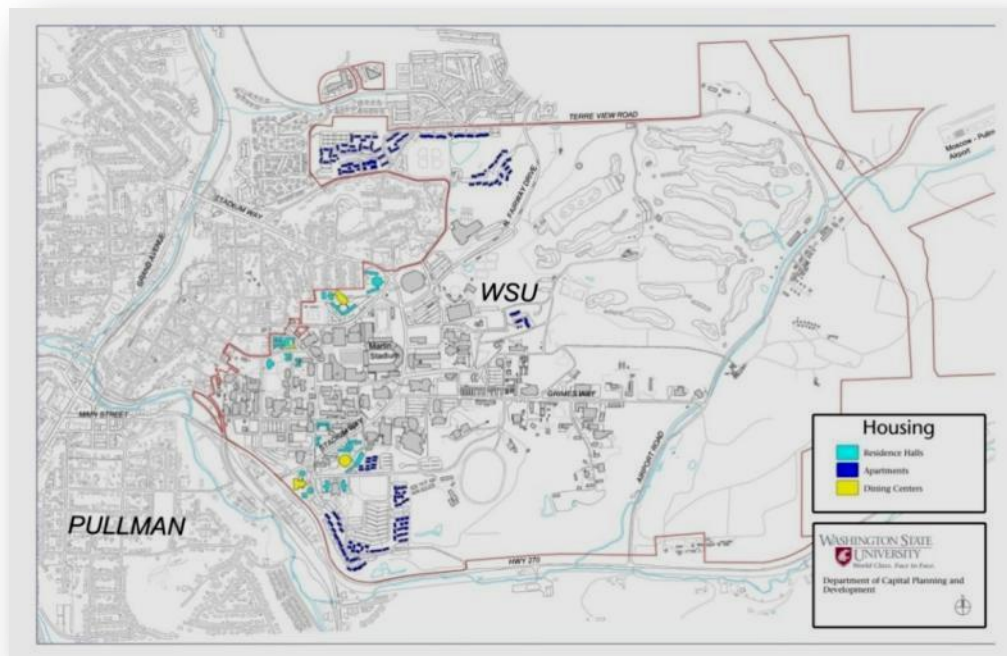 TERRE VIEW ROAD
Moscow - Pullm
Airport
N. FAIRWAY DRIVE
STADIUM WAY
GRAND AVENUE
WSU
Martin
Stadium
GRIMES WAY
MAIN STREET
STADIUM WAY
AIRPORT ROAD
PULLMAN
HWY 270
Housing
Residence Halls
Apartments
Dining Centers
WASHINGTON STATE
UNIVERSITY
World Class. Face to Face.
Department of Capital Planning and
Development